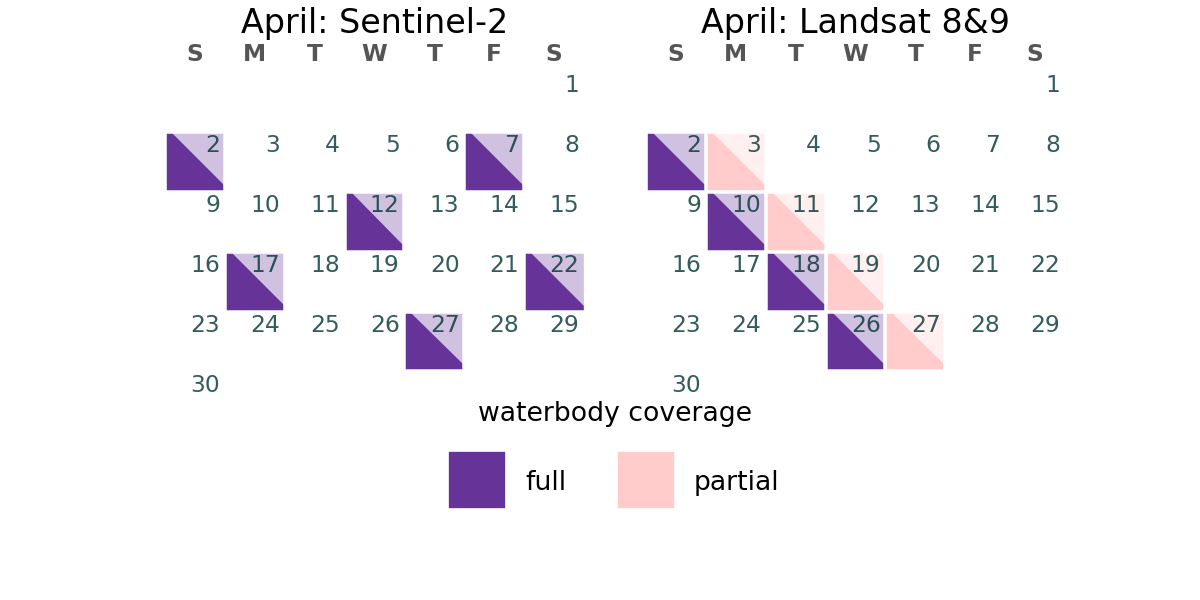 April: Sentinel-2
S M T W T F S
1
2 3 4 5 6 7 8
9 10 11 12 13 14 15
16 17 18 19 20 21 22
23 24 25 26 27 28 29
30
April: Landsat 8&9
S M T W T F S
1
2 3 4 5 6 7 8
9 10 11 12 13 14 15
16 17 18 19 20 21 22
23 24 25 26 27 28 29
30
waterbody coverage
full partial